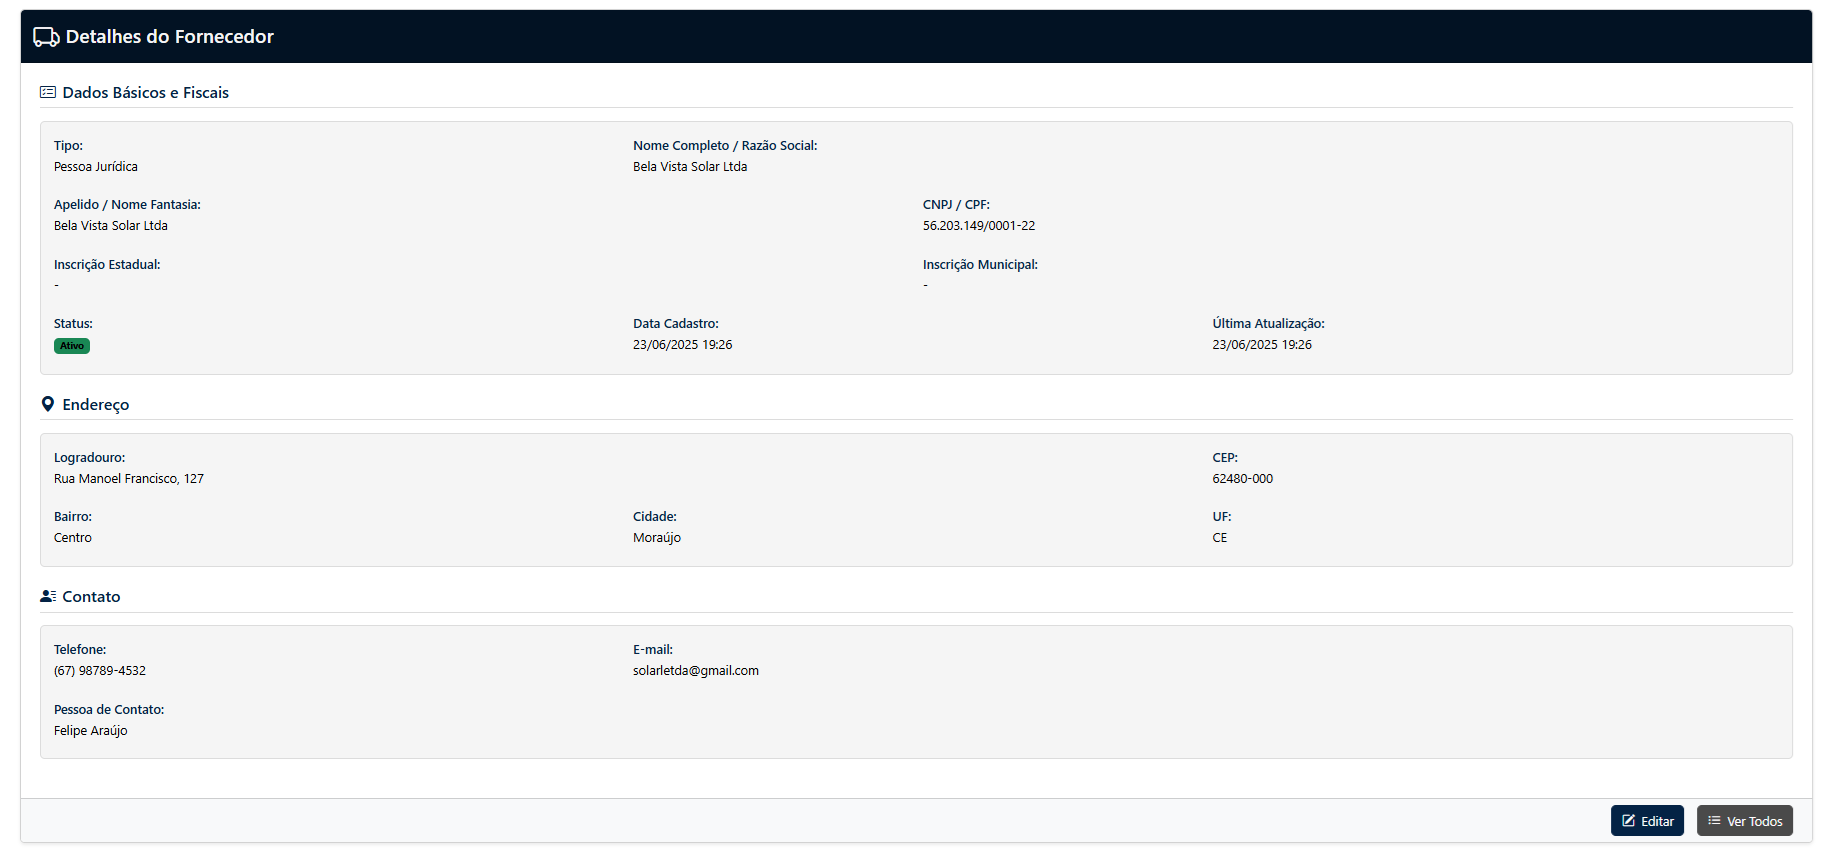 Detalhes do Fornecedor
Dados Básicos e Fiscais
Tipo:
Pessoa Jurídica
Nome Completo / Razão Social:
Bela Vista Solar Ltda
Apelido / Nome Fantasia:
Bela Vista Solar Ltda
CNPJ / CPF:
56.203.149/0001-22
Inscrição Estadual:
-
Inscrição Municipal:
-
Status:
Ativo
Data Cadastro:
23/06/2025 19:26
Última Atualização:
23/06/2025 19:26
Endereço
Logradouro:
Rua Manoel Francisco, 127
CEP:
62480-000
Bairro:
Centro
Cidade:
Moraújo
UF:
CE
Contato
Telefone:
(67) 98789-4532
E-mail:
solarletda@gmail.com
Pessoa de Contato:
Felipe Araújo
Editar
Ver Todos